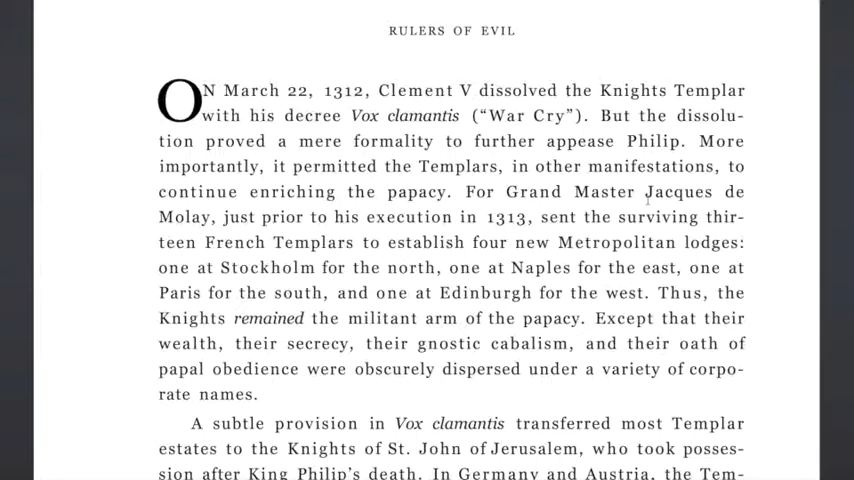 RULERS OF EVIL
ON March 22, 1312, Clement V dissolved the Knights Templar
with his decree Vox clamantis (“War Cry”). But the dissolu-
tion proved a mere formality to further appease Philip. More
importantly, it permitted the Templars, in other manifestations, to
continue enriching the papacy. For Grand Master Jacques de
Molay, just prior to his execution in 1313, sent the surviving thir-
teen French Templars to establish four new Metropolitan lodges:
one at Stockholm for the north, one at Naples for the east, one at
Paris for the south, and one at Edinburgh for the west. Thus, the
Knights remained the militant arm of the papacy. Except that their
wealth, their secrecy, their gnostic cabalism, and their oath of
papal obedience were obscurely dispersed under a variety of corpo-
rate names.
A subtle provision in Vox clamantis transferred most Templar
estates to the Knights of St. John of Jerusalem, who took posses-
sion after King Philip’s death. In Germany and Austria, the Tem-